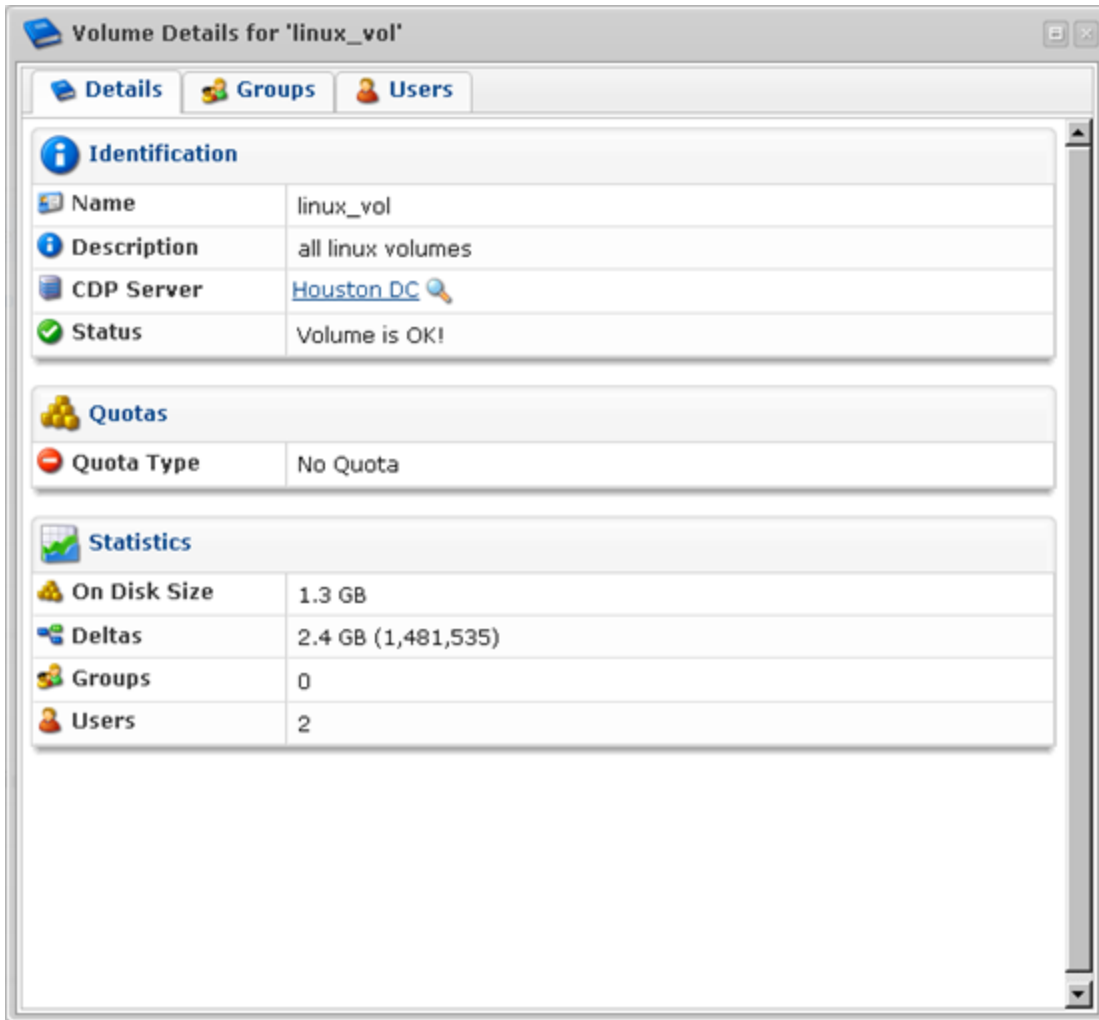 Volume Details for 'linux_vol'
Details Groups Users
Identification
Name linux_vol
Description all linux volumes
CDP Server Houston DC
Status Volume is OK!
Quotas
Quota Type No Quota
Statistics
On Disk Size 1.3 GB
Deltas 2.4 GB (1,481,535)
Groups 0
Users 2